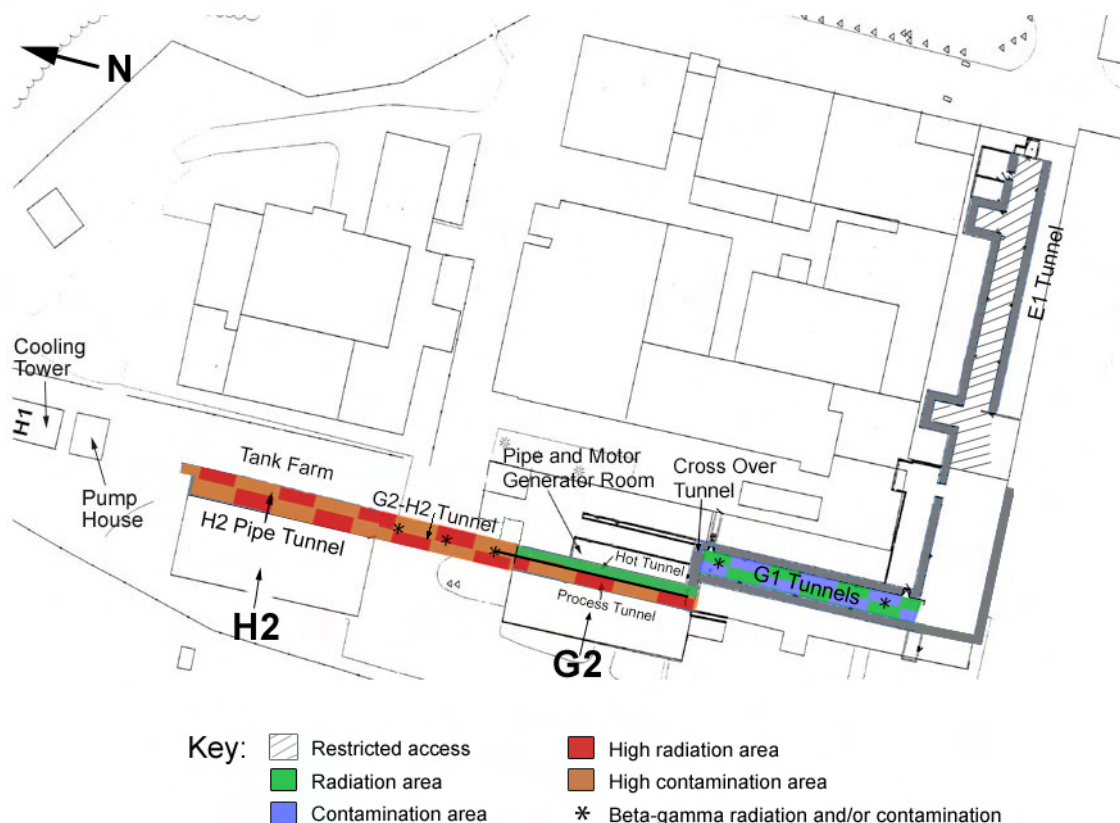 N
E1 Tunnel
Cooling
Tower
H1
Pump
House
Tank Farm
H2 Pipe Tunnel
G2-H2 Tunnel
*
*
*
Pipe and Motor
Generator Room
Cross Over
Tunnel
Hot Tunnel
Process Tunnel
*
G1 Tunnels
*
H2
G2
Key:
Restricted access
Radiation area
Contamination area
High radiation area
High contamination area
* Beta-gamma radiation and/or contamination